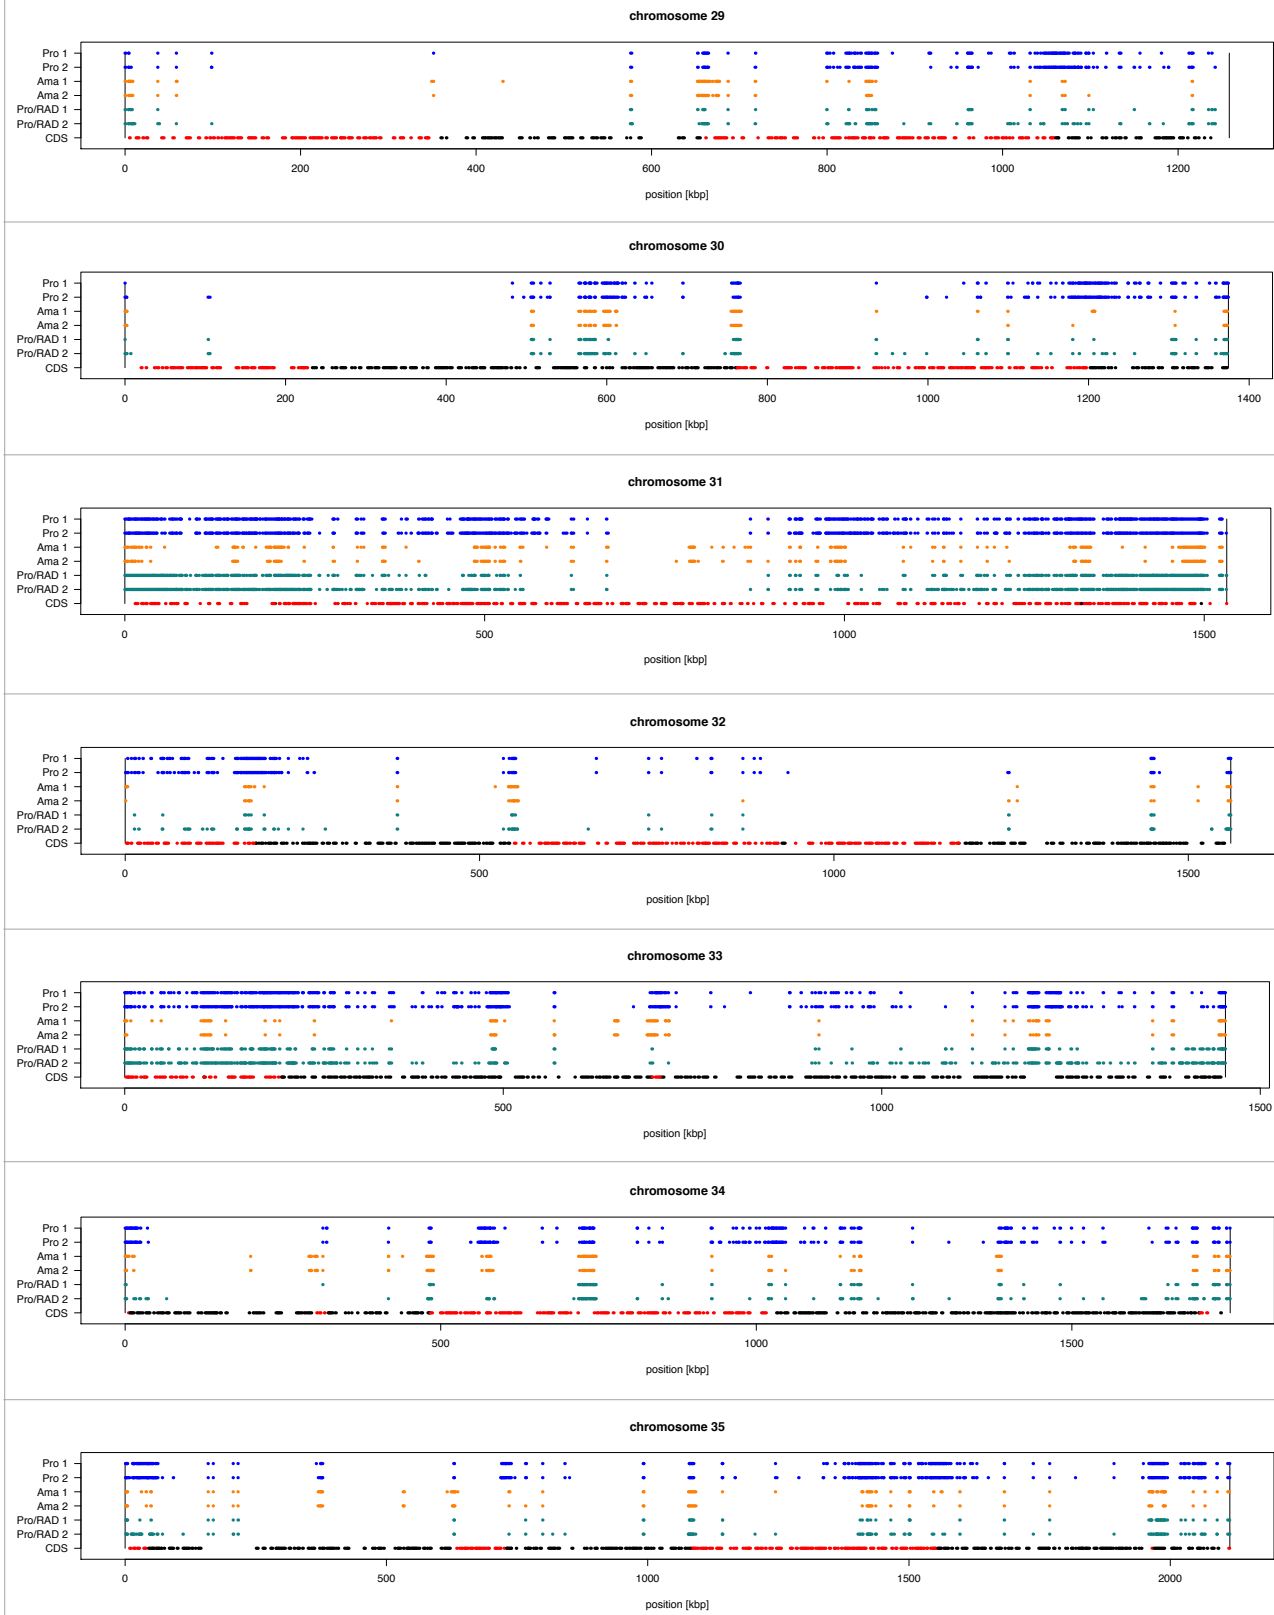 chromosome 29
Pro 1
Pro 2
Ama 1
Ama 2
Pro/RAD 1
Pro/RAD 2
CDS
0 200 400 600 800 1000 1200
position [kbp]
chromosome 30
Pro 1
Pro 2
Ama 1
Ama 2
Pro/RAD 1
Pro/RAD 2
CDS
0 200 400 600 800 1000 1200 1400
position [kbp]
chromosome 31
Pro 1
Pro 2
Ama 1
Ama 2
Pro/RAD 1
Pro/RAD 2
CDS
0 500 1000 1500
position [kbp]
chromosome 32
Pro 1
Pro 2
Ama 1
Ama 2
Pro/RAD 1
Pro/RAD 2
CDS
0 500 1000 1500
position [kbp]
chromosome 33
Pro 1
Pro 2
Ama 1
Ama 2
Pro/RAD 1
Pro/RAD 2
CDS
0 500 1000 1500
position [kbp]
chromosome 34
Pro 1
Pro 2
Ama 1
Ama 2
Pro/RAD 1
Pro/RAD 2
CDS
0 500 1000 1500
position [kbp]
chromosome 35
Pro 1
Pro 2
Ama 1
Ama 2
Pro/RAD 1
Pro/RAD 2
CDS
0 500 1000 1500 2000
position [kbp]